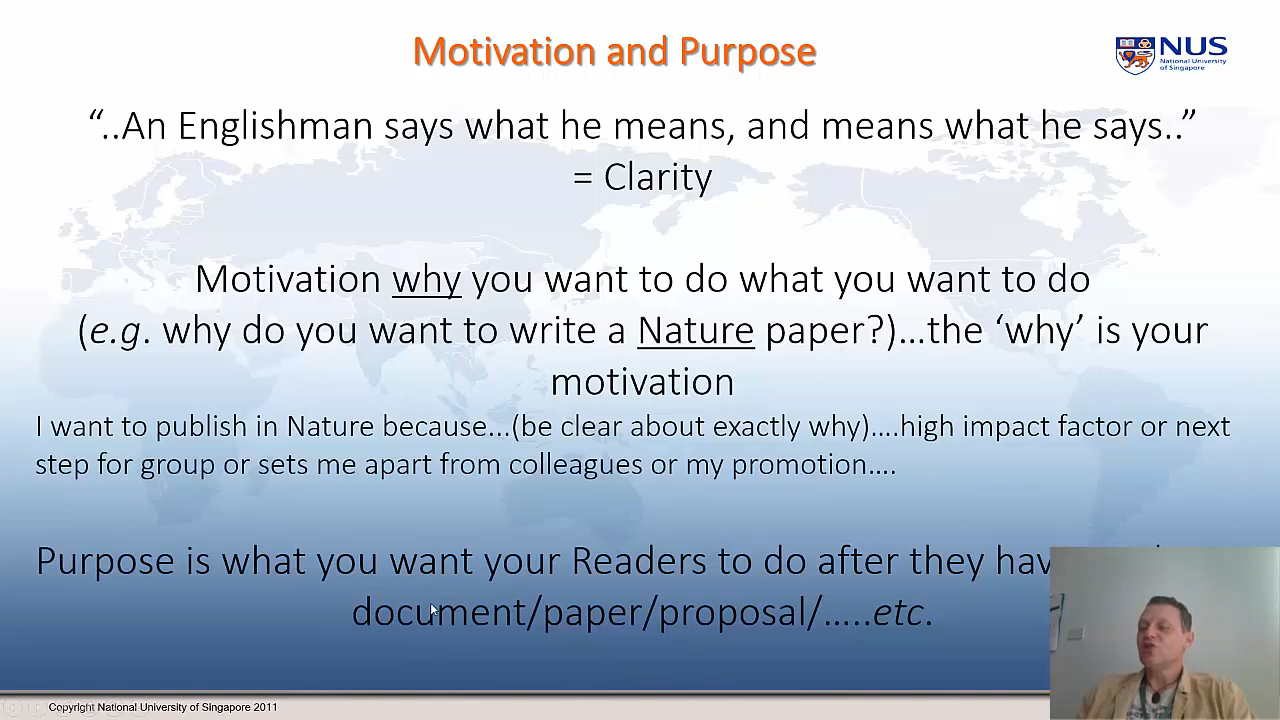 Motivation and Purpose
NUS
National University
of Singapore
“..An Englishman says what he means, and means what he says..”
= Clarity
Motivation why you want to do what you want to do
(e.g. why do you want to write a Nature paper?)...the ‘why’ is your
motivation
I want to publish in Nature because...(be clear about exactly why)....high impact factor or next
step for group or sets me apart from colleagues or my promotion....
Purpose is what you want your Readers to do after they
document/paper/proposal/.....etc.
Copyright National University of Singapore 2011